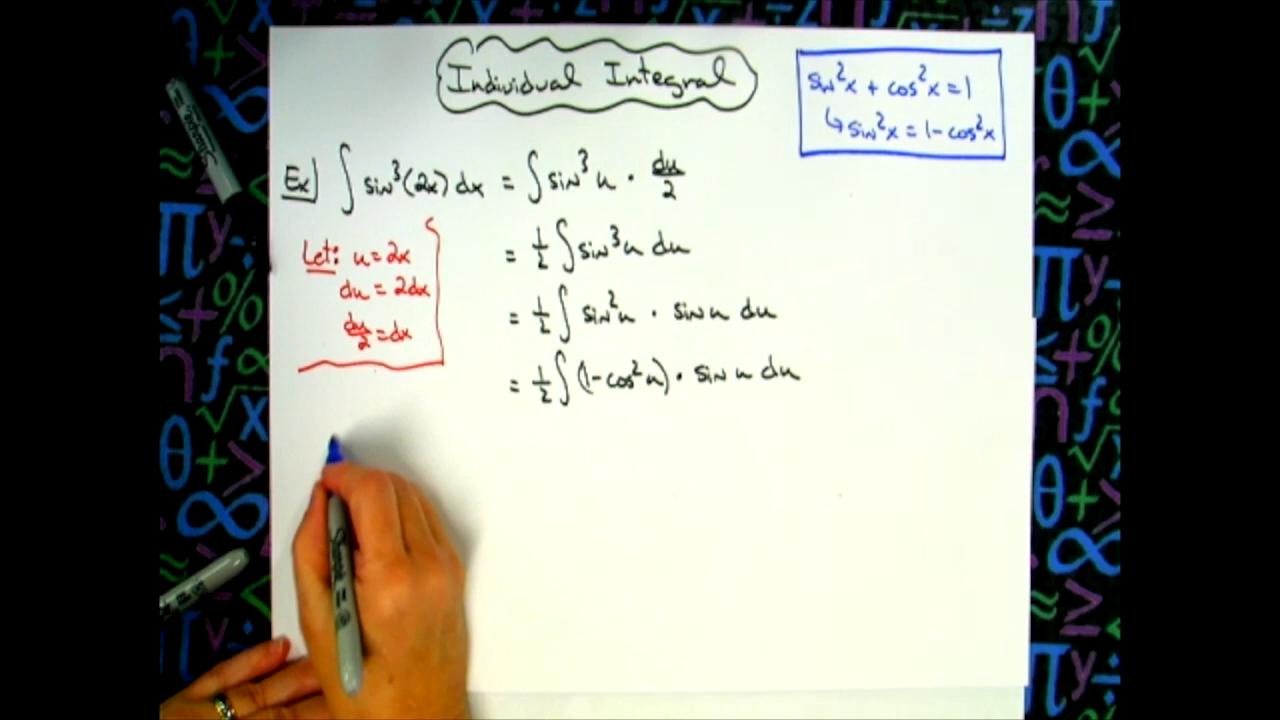 Individual Integral
sin²x + cos²x = 1
↳ sin²x = 1 - cos²x
Ex) ∫ sin³(2x) dx = ∫ sin³ u · du/2
= 1/2 ∫ sin³u du
= 1/2 ∫ sin²u · sin u du
= 1/2 ∫ (1 - cos²u) · sin u du
Let: u = 2x
du = 2dx
du/2 = dx
Sharpie